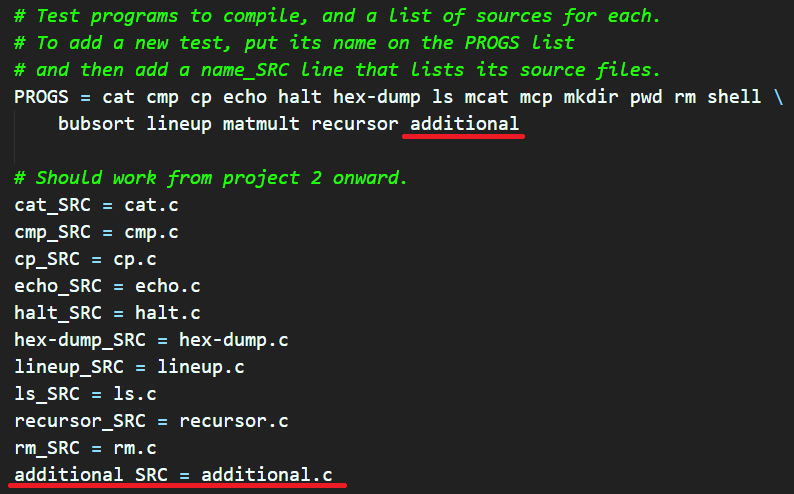 # Test programs to compile, and a list of sources for each.
# To add a new test, put its name on the PROGS list
# and then add a name_SRC line that lists its source files.
PROGS = cat cmp cp echo halt hex-dump ls mcat mcp mkdir pwd rm shell \
bubsort lineup matmult recursor additional
# Should work from project 2 onward.
cat_SRC = cat.c
cmp_SRC = cmp.c
cp_SRC = cp.c
echo_SRC = echo.c
halt_SRC = halt.c
hex-dump_SRC = hex-dump.c
lineup_SRC = lineup.c
ls_SRC = ls.c
recursor_SRC = recursor.c
rm_SRC = rm.c
additional_SRC = additional.c